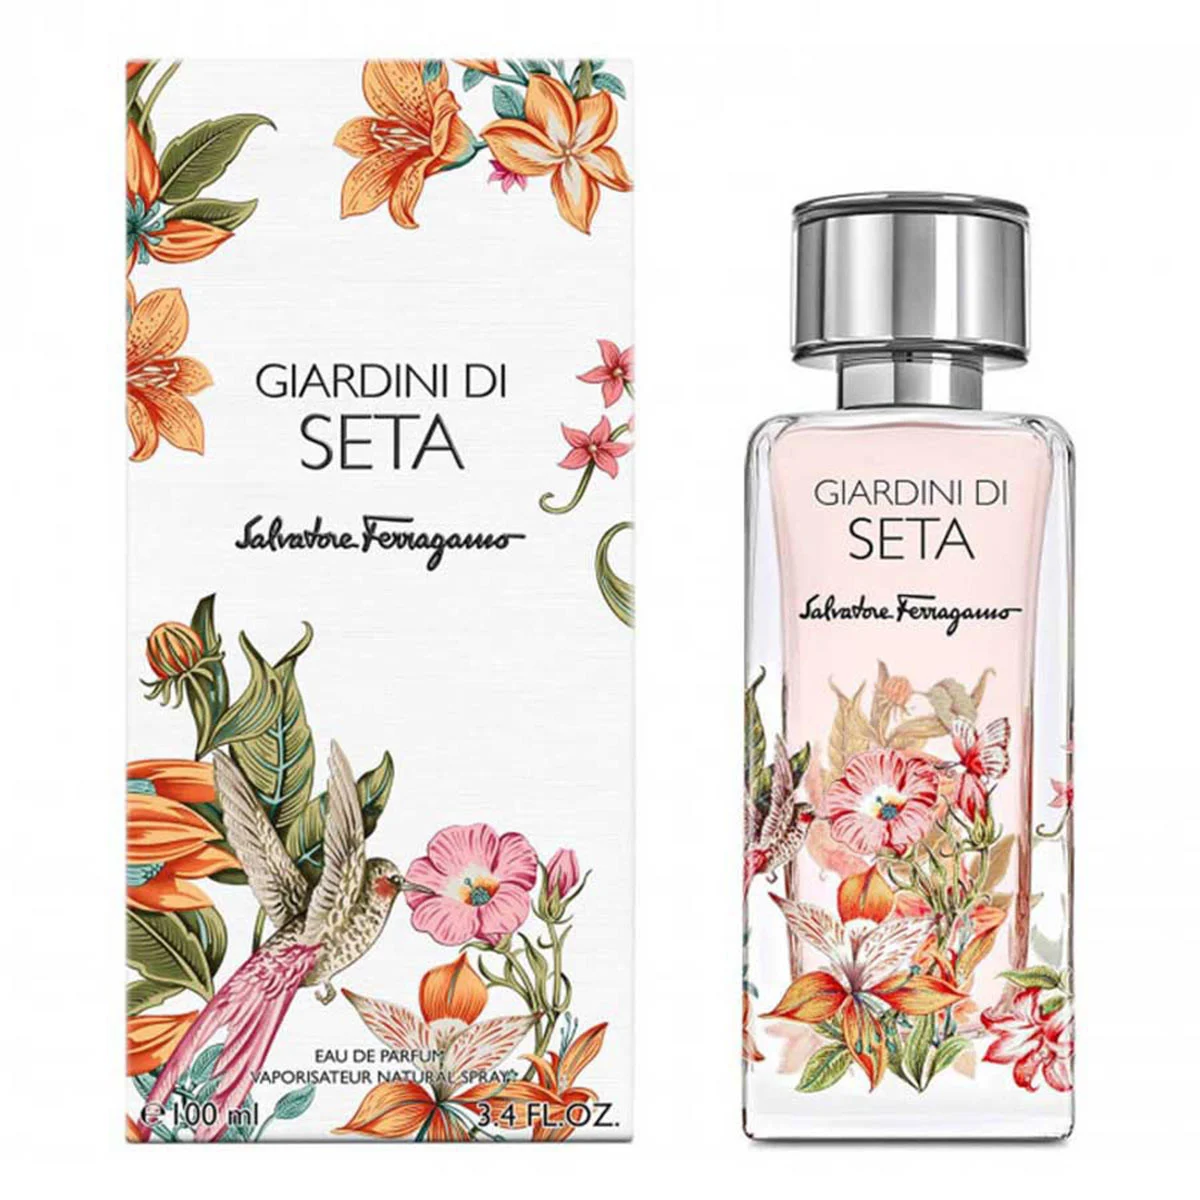 GIARDINI DI
SETA
Salvatore Ferragamo
EAU DE PARFUM
VAPORISATEUR NATURAL SPRAY
℮ 100 ml
3.4 FL.OZ.
GIARDINI DI
SETA
Salvatore Ferragamo